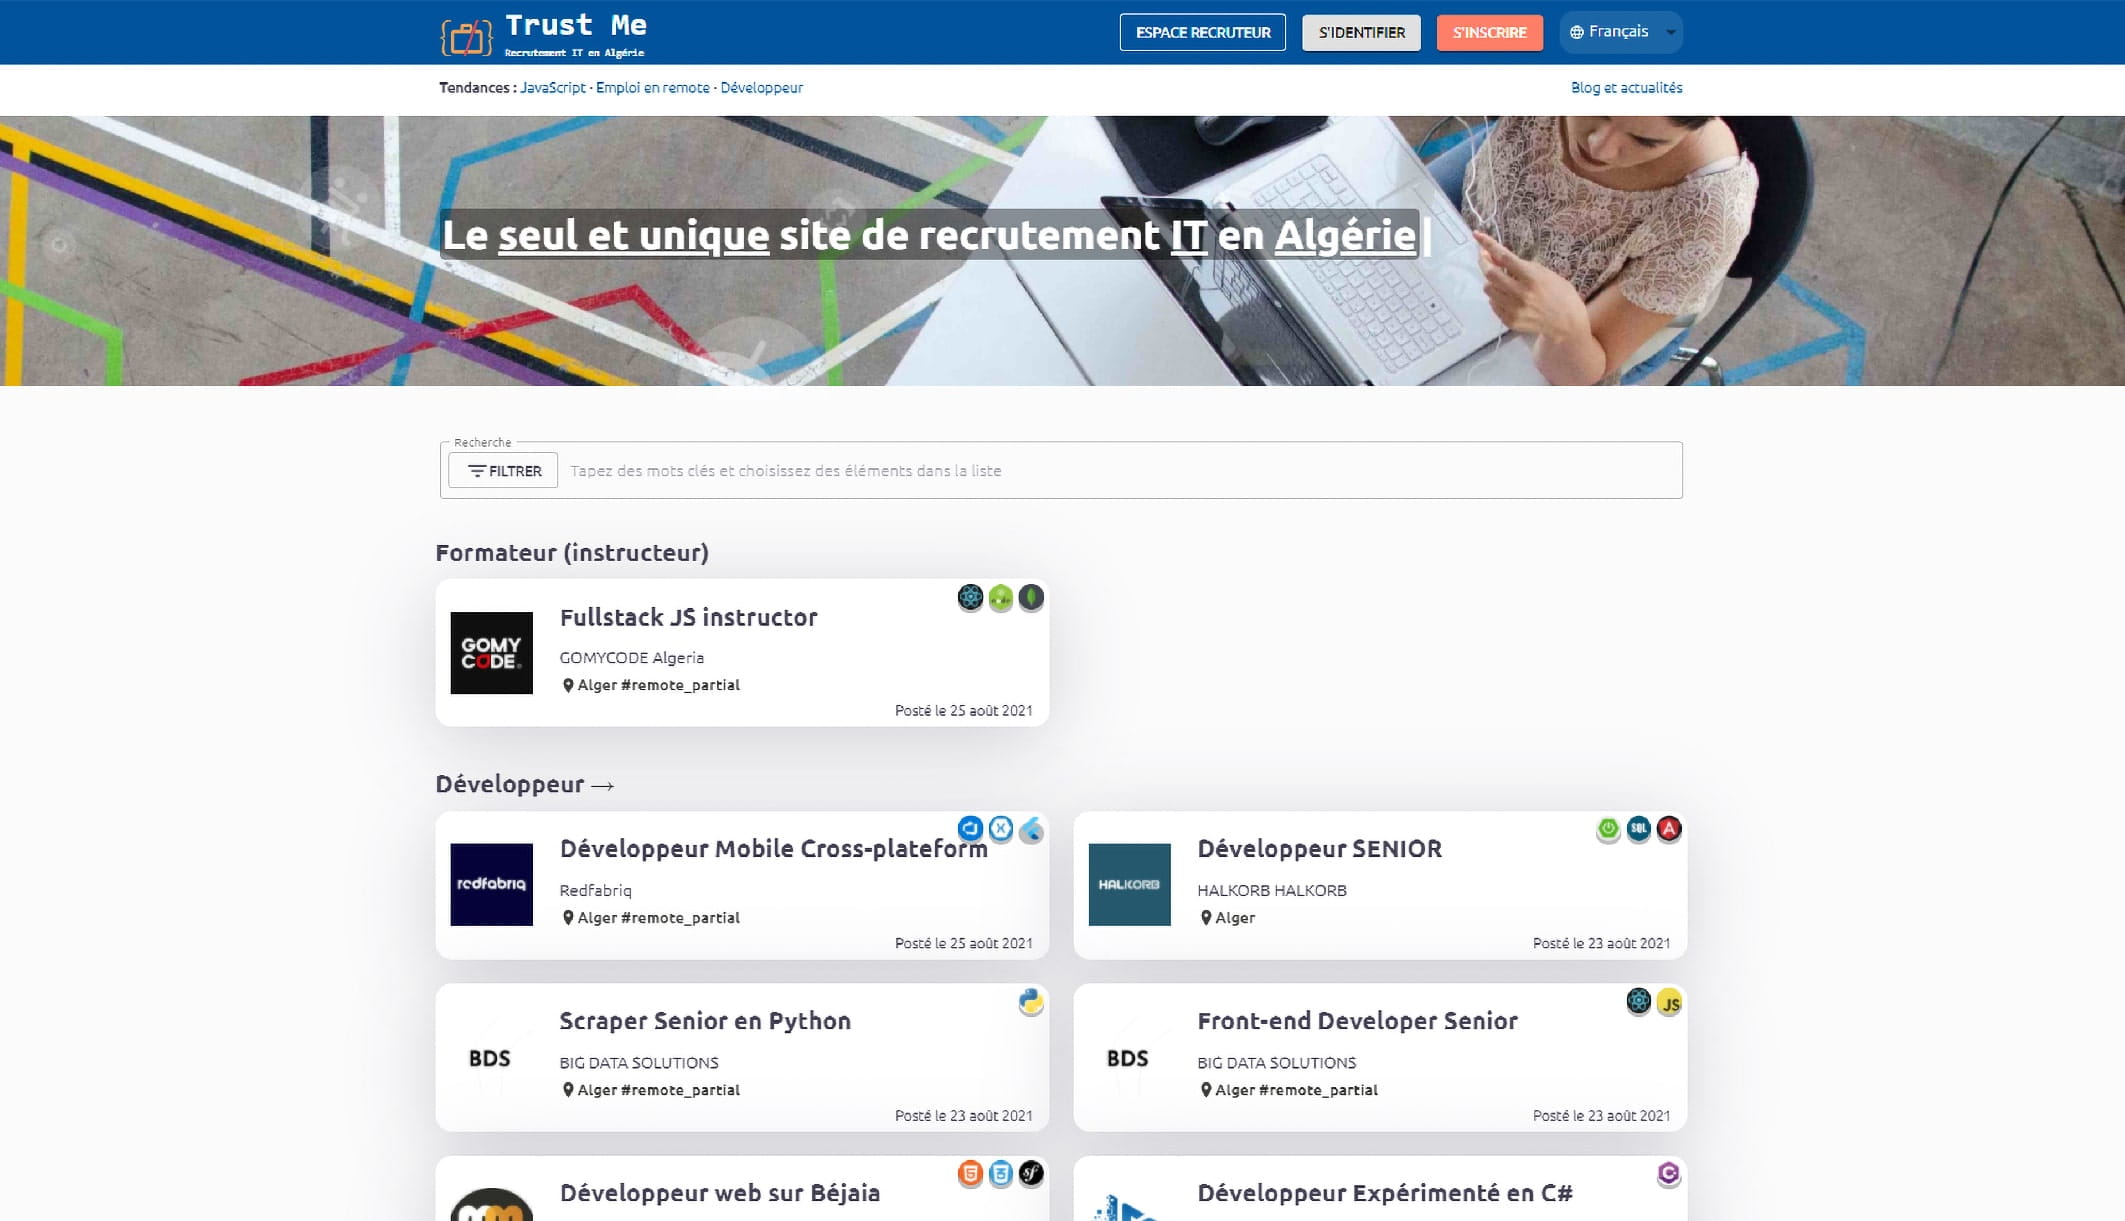 Trust Me
Recrutement IT en Algérie
ESPACE RECRUTEUR
S'IDENTIFIER
S'INSCRIRE
Français
Tendances : JavaScript · Emploi en remote · Développeur
Blog et actualités
Le seul et unique site de recrutement IT en Algérie
Recherche
FILTRER
Tapez des mots clés et choisissez des éléments dans la liste
Formateur (instructeur)
GOMY
CODE
Fullstack JS instructor
GOMYCODE Algeria
Alger #remote_partial
Posté le 25 août 2021
Développeur →
redfabriq
Développeur Mobile Cross-plateform
Redfabriq
Alger #remote_partial
Posté le 25 août 2021
SQL
HALKORB
Développeur SENIOR
HALKORB HALKORB
Alger
Posté le 23 août 2021
BDS
Scraper Senior en Python
BIG DATA SOLUTIONS
Alger #remote_partial
Posté le 23 août 2021
JS
BDS
Front-end Developer Senior
BIG DATA SOLUTIONS
Alger #remote_partial
Posté le 23 août 2021
Développeur web sur Béjaia
Développeur Expérimenté en C#